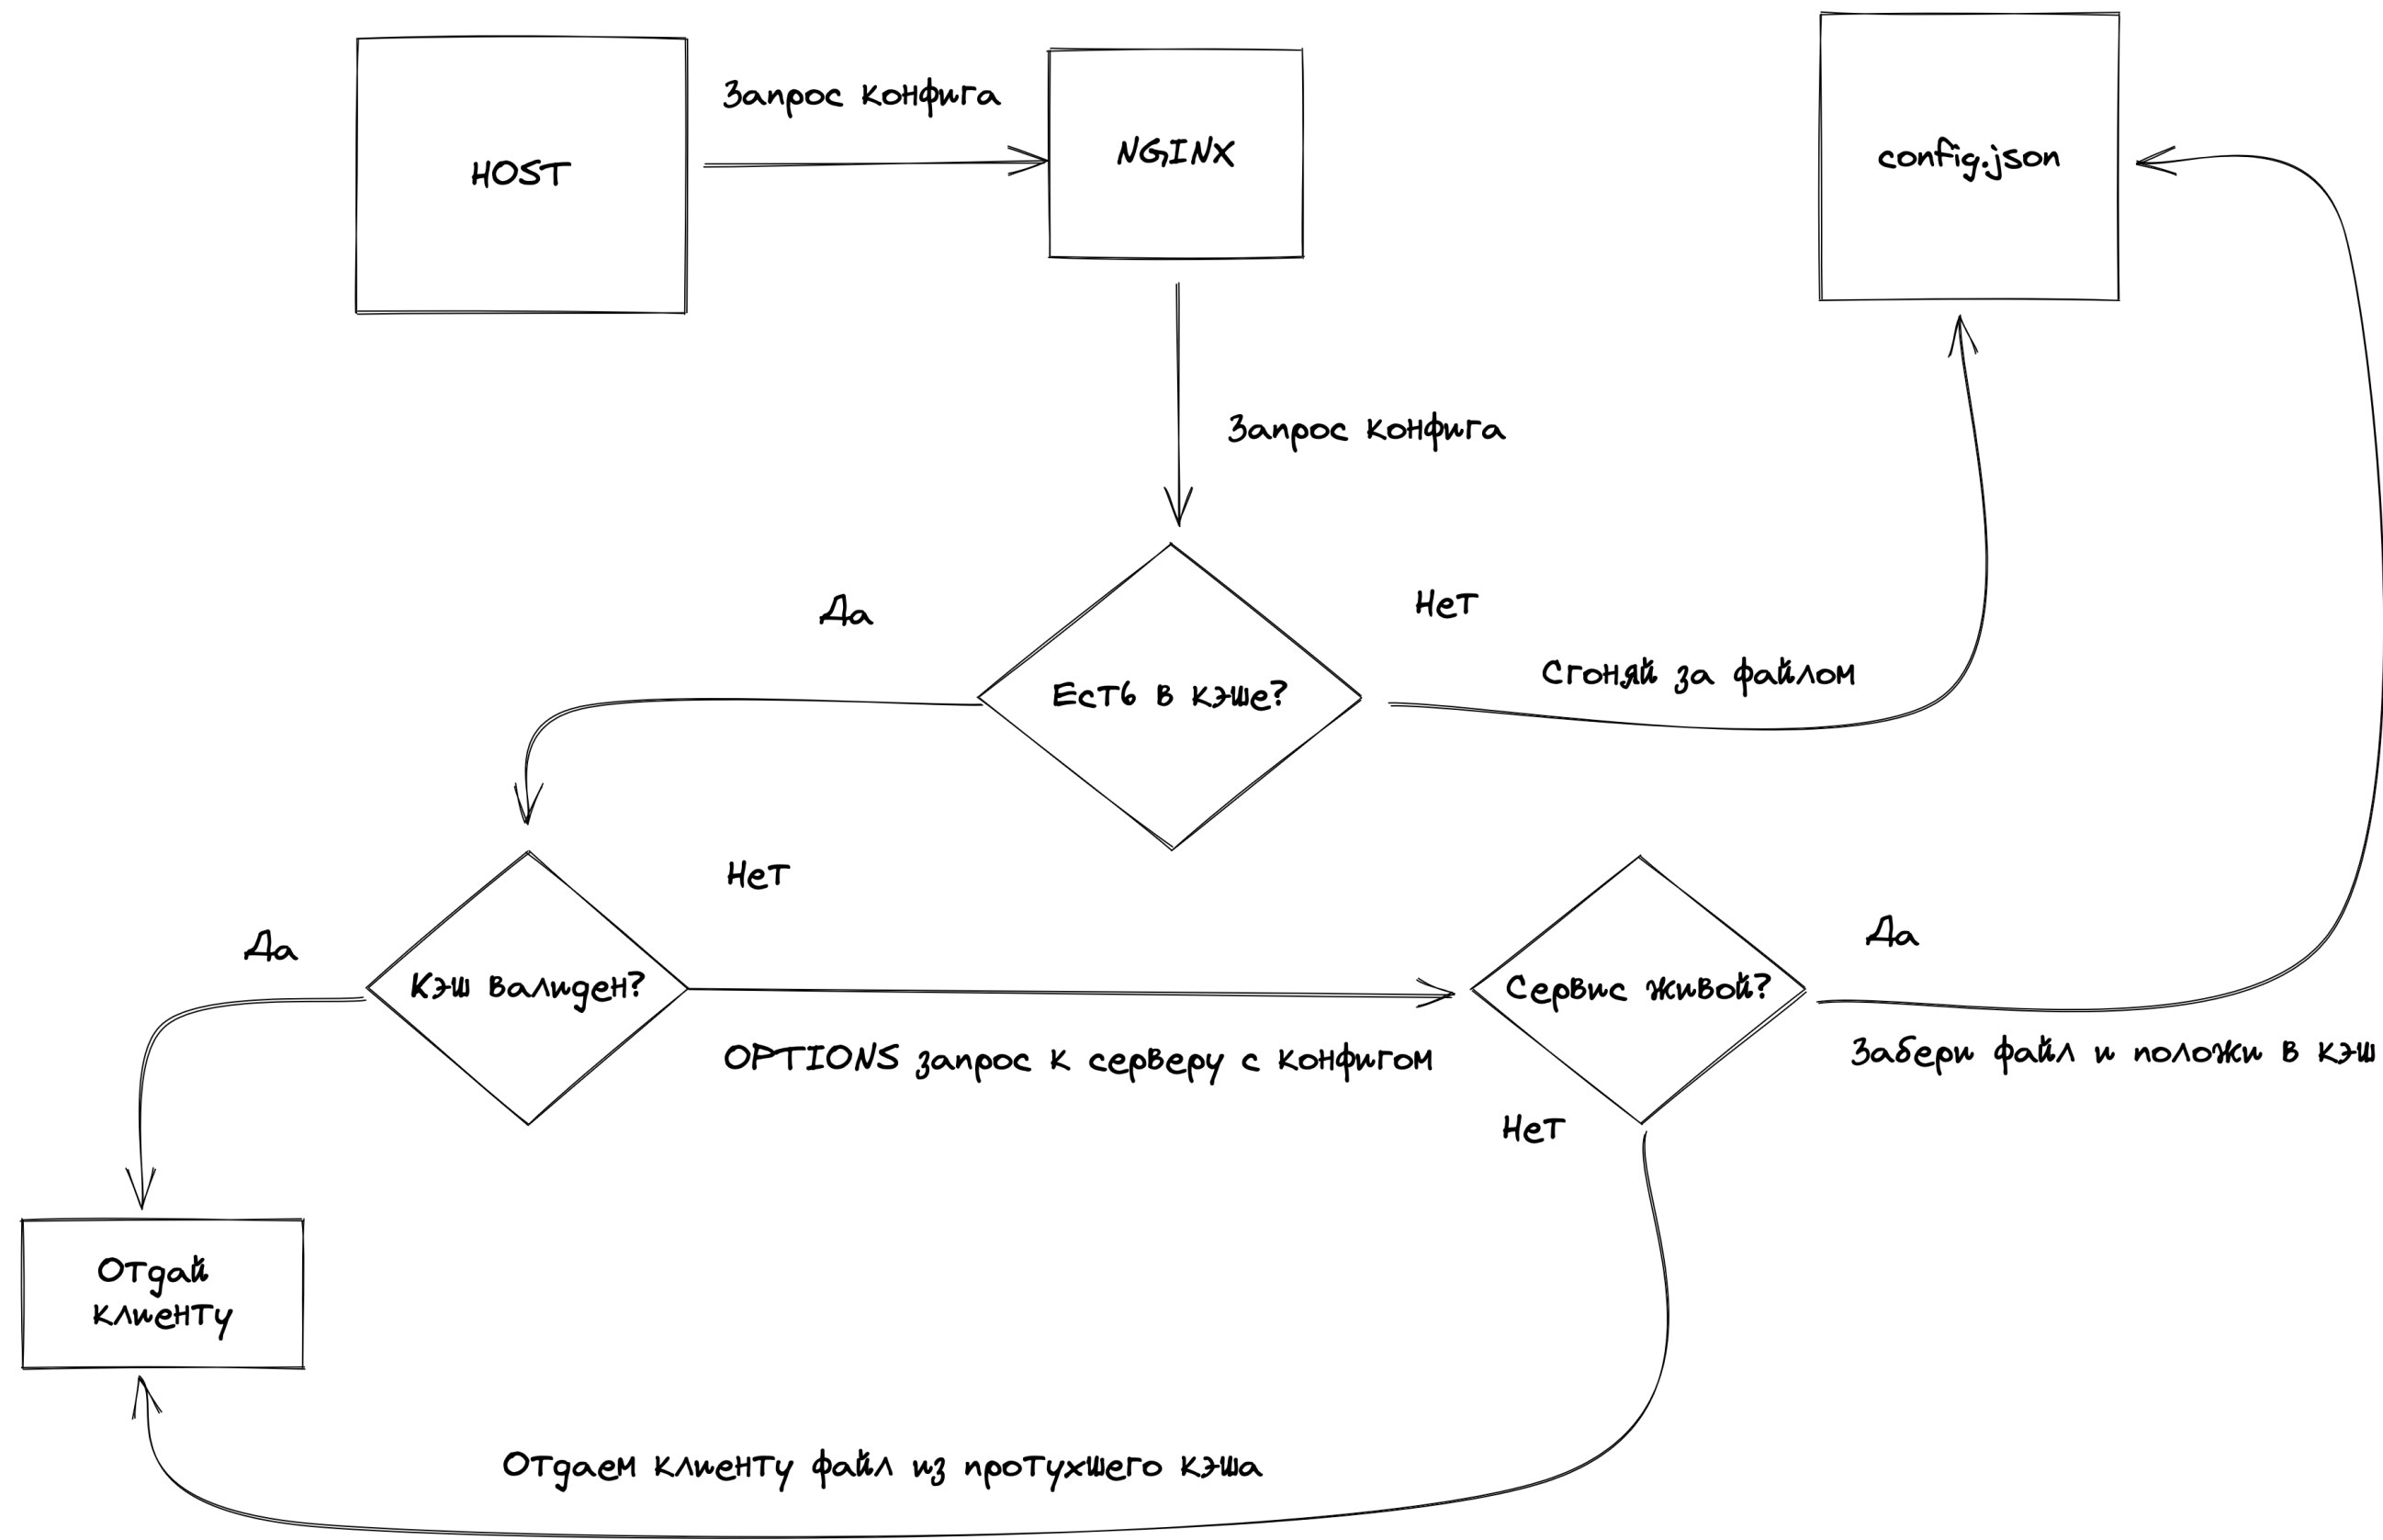 HOST
Запрос конфига
NGINX
config.json
Запрос конфига
Да
Нет
Есть в кэше?
Сгоняй за файлом
Нет
Да
Кэш валиден?
Сервис живой?
Да
OPTIONS запрос к серверу с конфигом
Забери файл и положи в кэш
Нет
Отдай
клиенту
Отдаем клиенту файл из протухшего кэша